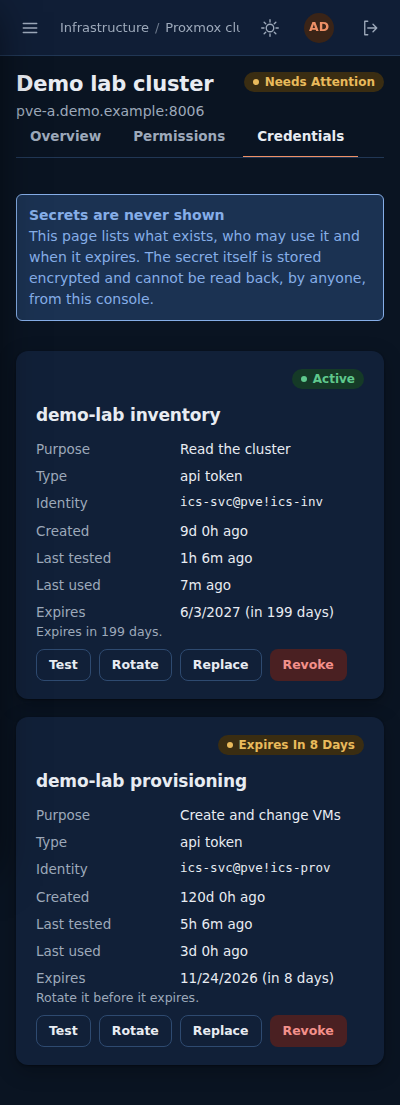 Infrastructure / Proxmox clu
AD
Demo lab cluster
Needs Attention
pve-a.demo.example:8006
Overview Permissions Credentials
Secrets are never shown
This page lists what exists, who may use it and
when it expires. The secret itself is stored
encrypted and cannot be read back, by anyone,
from this console.
Active
demo-lab inventory
Purpose Read the cluster
Type api token
Identity ics-svc@pve!ics-inv
Created 9d 0h ago
Last tested 1h 6m ago
Last used 7m ago
Expires 6/3/2027 (in 199 days)
Expires in 199 days.
Test Rotate Replace Revoke
Expires In 8 Days
demo-lab provisioning
Purpose Create and change VMs
Type api token
Identity ics-svc@pve!ics-prov
Created 120d 0h ago
Last tested 5h 6m ago
Last used 3d 0h ago
Expires 11/24/2026 (in 8 days)
Rotate it before it expires.
Test Rotate Replace Revoke